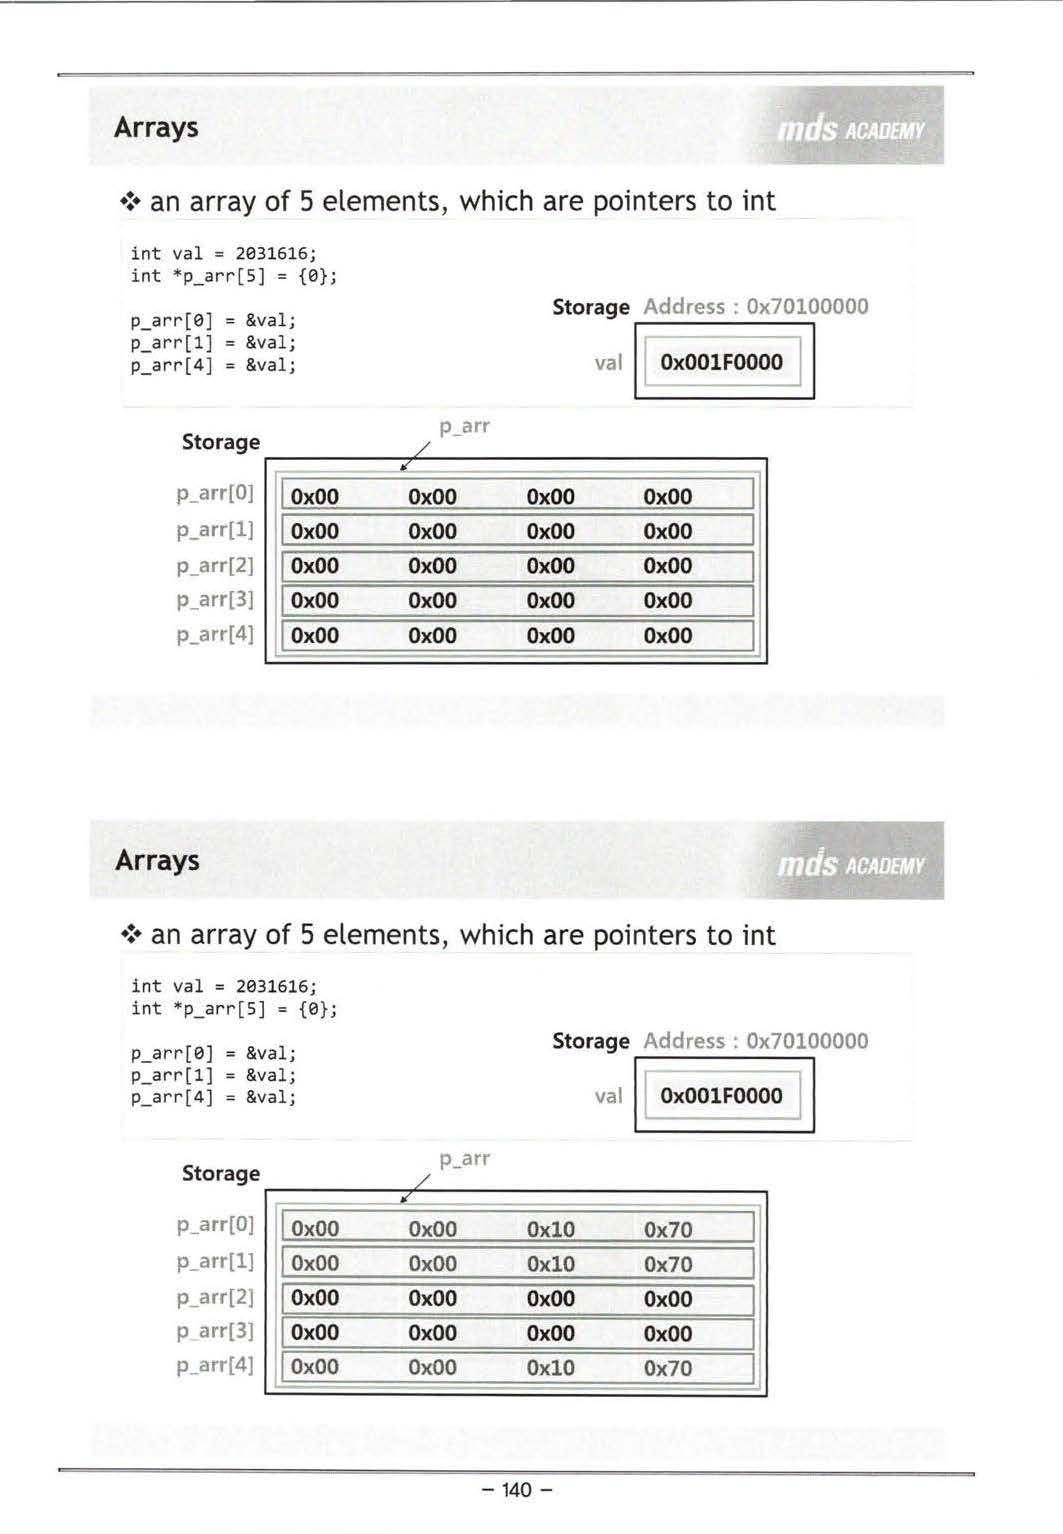 Arrays
mds ACADEMY
❖ an array of 5 elements, which are pointers to int
int val = 2031616;
int *p_arr[5] = {0};
p_arr[0] = &val;
p_arr[1] = &val;
p_arr[4] = &val;
Storage Address : 0x70100000
val 0x001F0000
p_arr
Storage
p_arr[0] 0x00 0x00 0x00 0x00
p_arr[1] 0x00 0x00 0x00 0x00
p_arr[2] 0x00 0x00 0x00 0x00
p_arr[3] 0x00 0x00 0x00 0x00
p_arr[4] 0x00 0x00 0x00 0x00
Arrays
mds ACADEMY
❖ an array of 5 elements, which are pointers to int
int val = 2031616;
int *p_arr[5] = {0};
p_arr[0] = &val;
p_arr[1] = &val;
p_arr[4] = &val;
Storage Address : 0x70100000
val 0x001F0000
p_arr
Storage
p_arr[0] 0x00 0x00 0x10 0x70
p_arr[1] 0x00 0x00 0x10 0x70
p_arr[2] 0x00 0x00 0x00 0x00
p_arr[3] 0x00 0x00 0x00 0x00
p_arr[4] 0x00 0x00 0x10 0x70
– 140 –